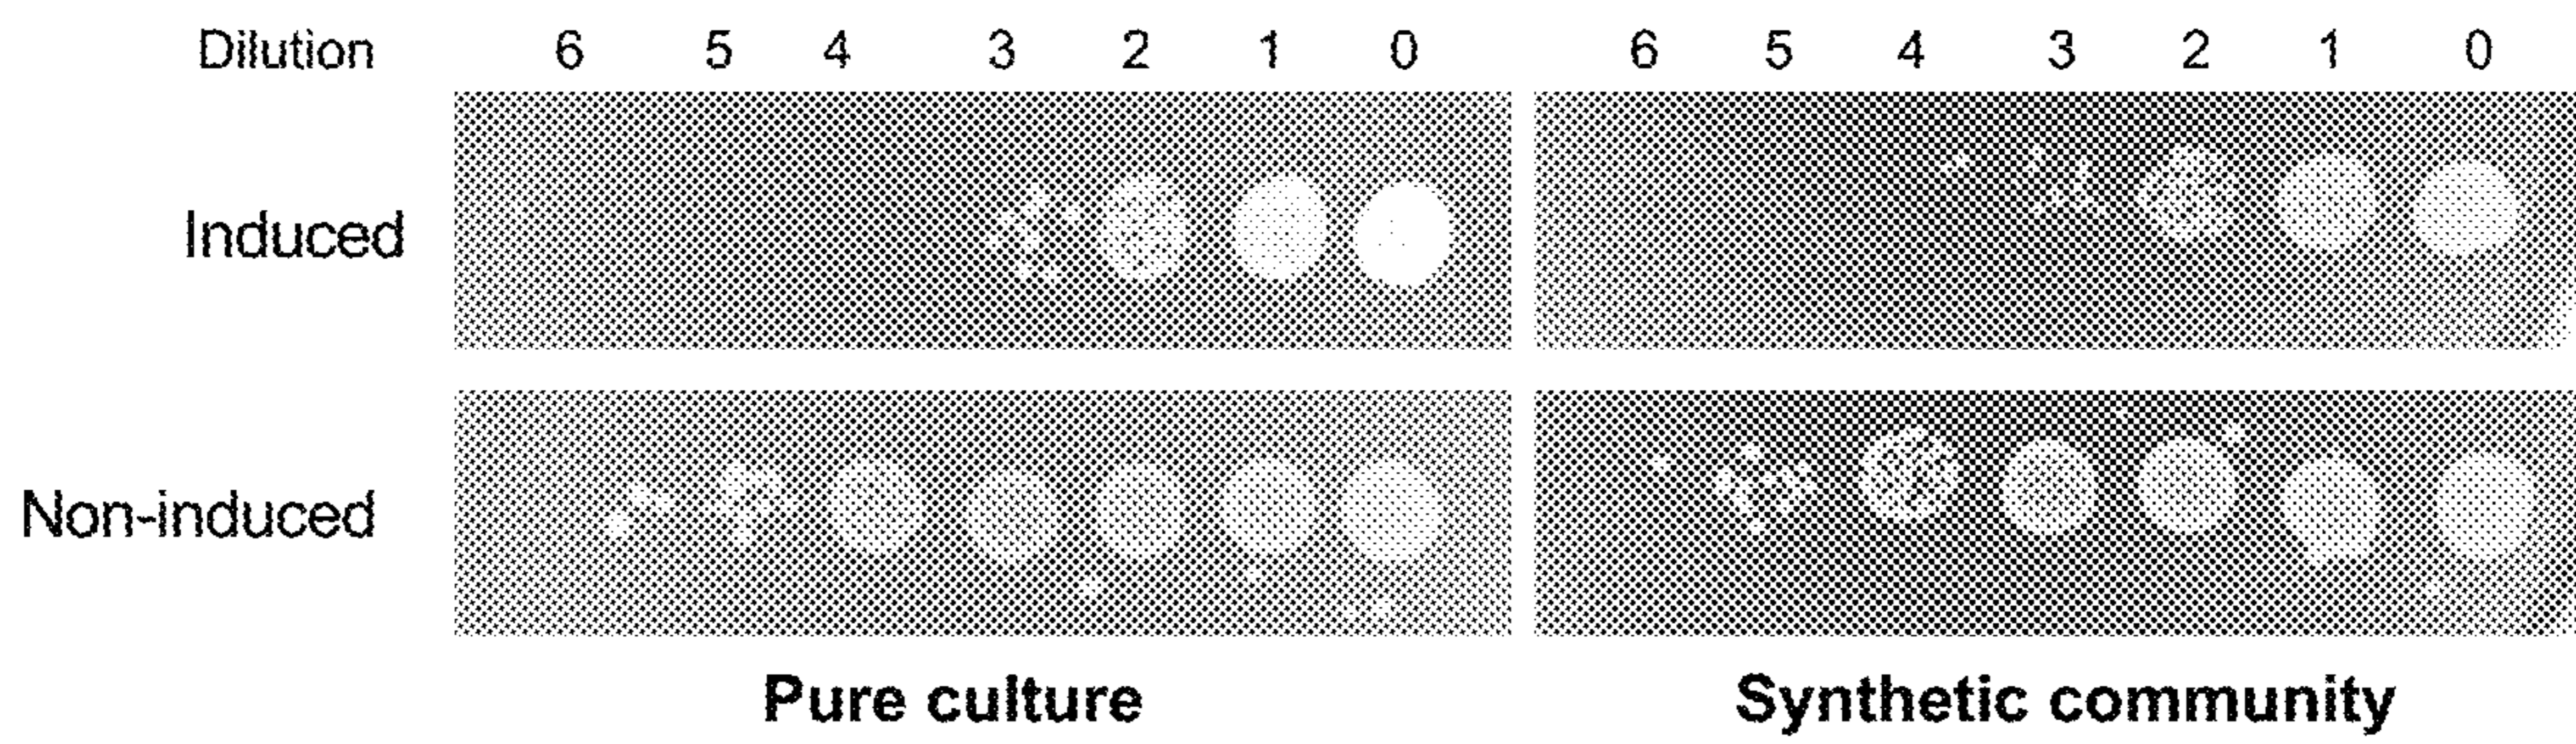 Dilution 6 5 4 3 2 1 0 6 5 4 3 2 1 0
Induced
Non-induced
Pure culture Synthetic community